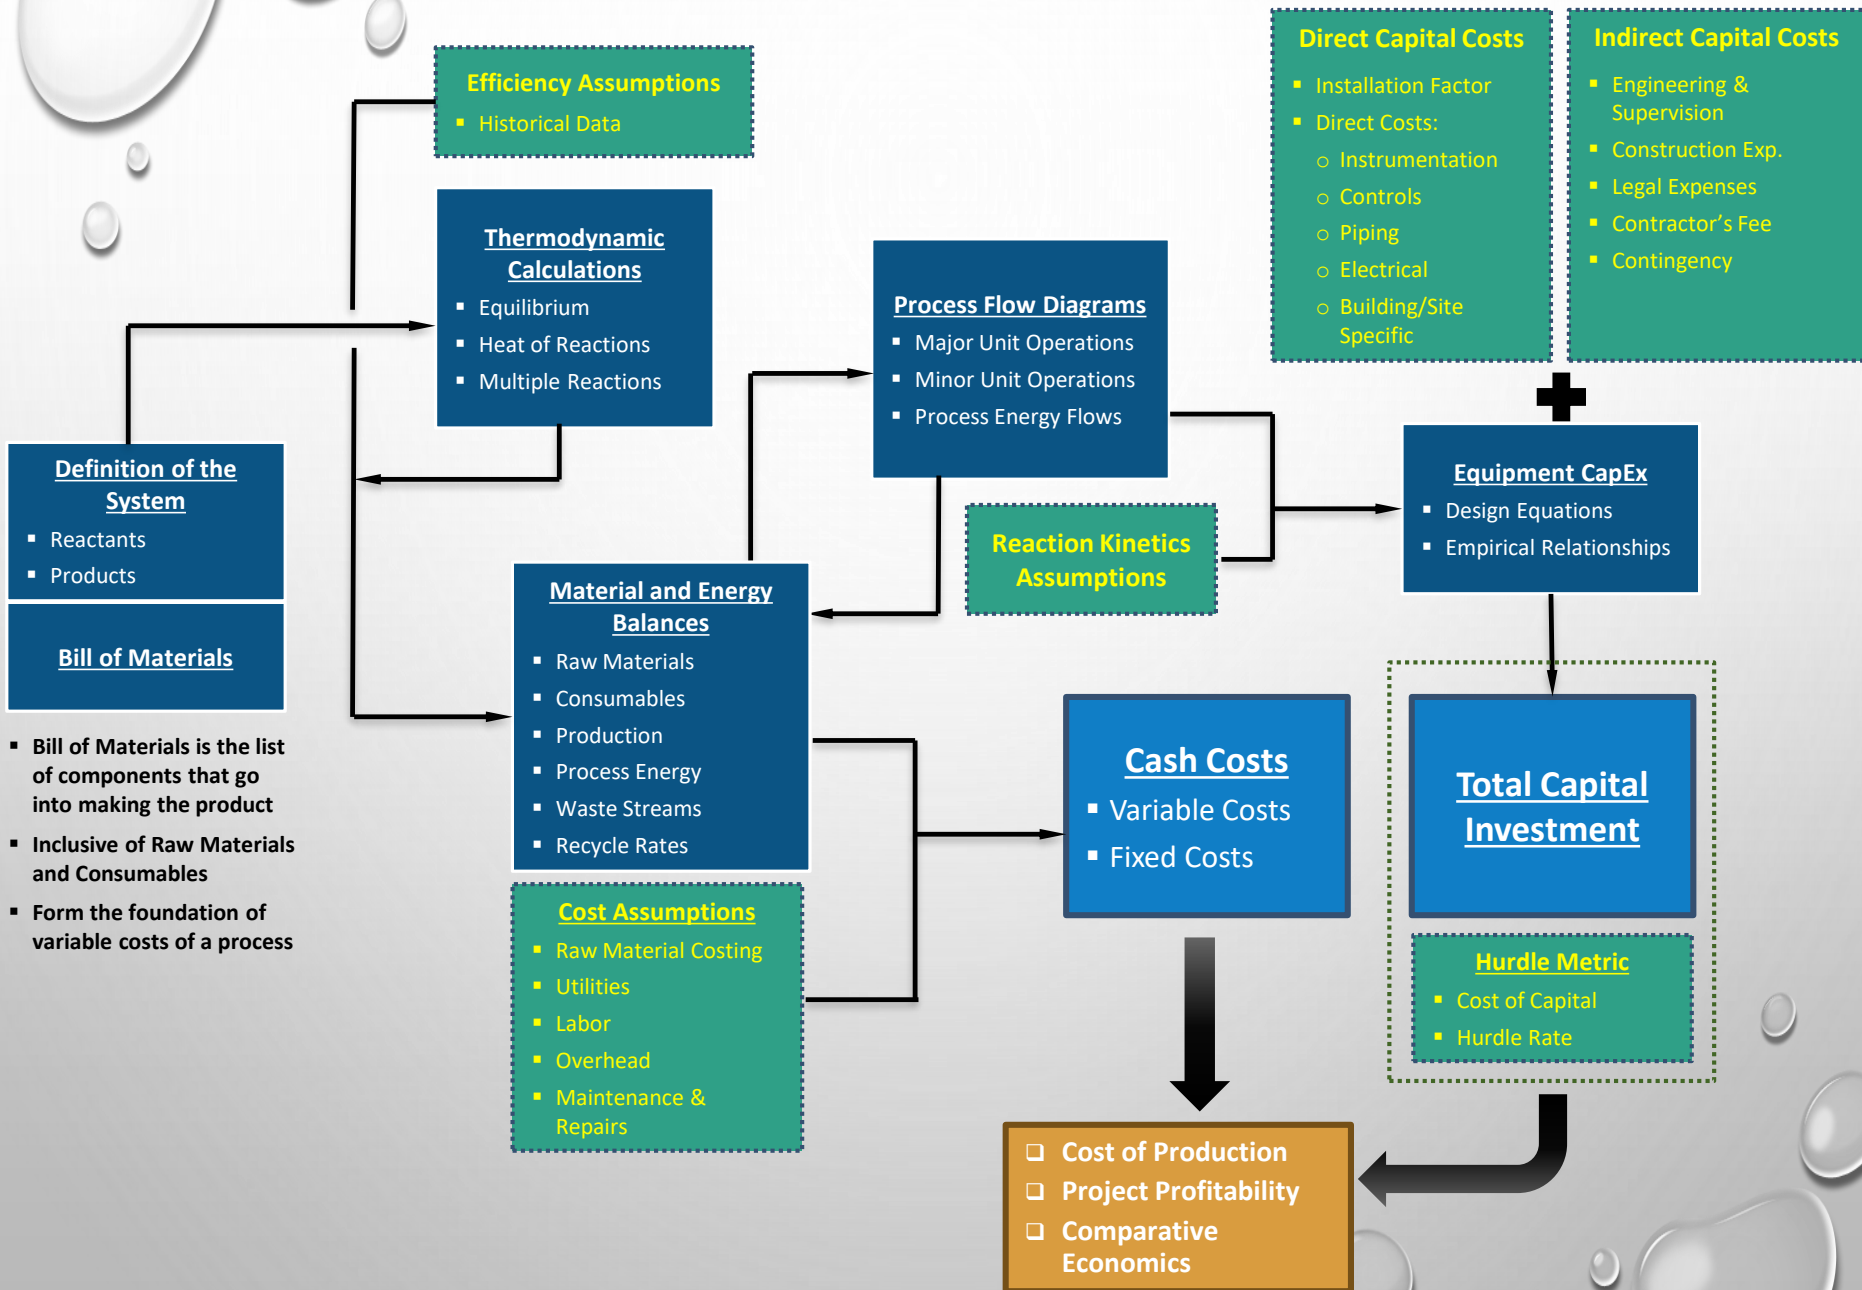 Efficiency Assumptions
Historical Data
Direct Capital Costs
Installation Factor
Direct Costs:
Instrumentation
Controls
Piping
Electrical
Building/Site
Specific
Indirect Capital Costs
Engineering &
Supervision
Construction Exp.
Legal Expenses
Contractor's Fee
Contingency
Thermodynamic
Calculations
Equilibrium
Heat of Reactions
Multiple Reactions
Process Flow Diagrams
Major Unit Operations
Minor Unit Operations
Process Energy Flows
Definition of the
System
Reactants
Products
Bill of Materials
Bill of Materials is the list
of components that go
into making the product
Inclusive of Raw Materials
and Consumables
Form the foundation of
variable costs of a process
Reaction Kinetics
Assumptions
Equipment CapEx
Design Equations
Empirical Relationships
Material and Energy
Balances
Raw Materials
Consumables
Production
Process Energy
Waste Streams
Recycle Rates
Cost Assumptions
Raw Material Costing
Utilities
Labor
Overhead
Maintenance &
Repairs
Cash Costs
Variable Costs
Fixed Costs
Total Capital
Investment
Hurdle Metric
Cost of Capital
Hurdle Rate
Cost of Production
Project Profitability
Comparative
Economics